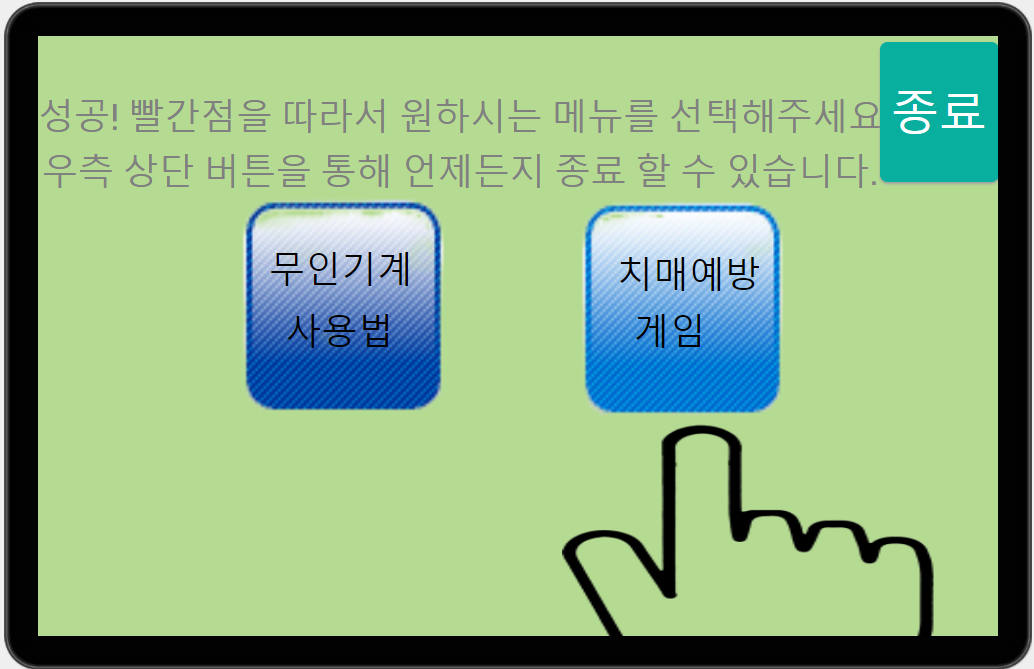 성공! 빨간점을 따라서 원하시는 메뉴를 선택해주세요
우측 상단 버튼을 통해 언제든지 종료 할 수 있습니다.
종료
무인기계
사용법
치매예방
게임